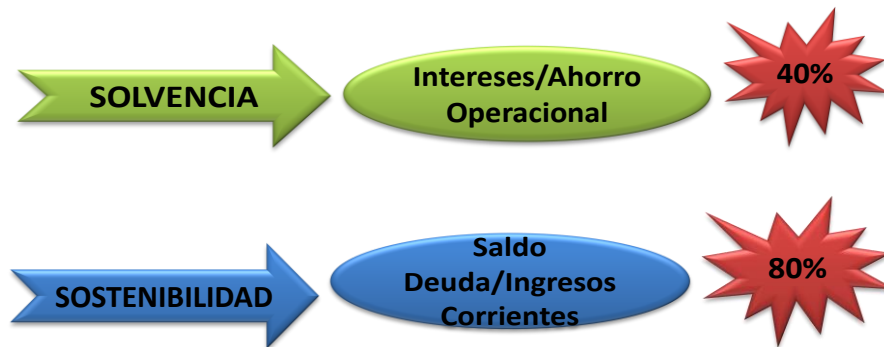 SOLVENCIA
Intereses/Ahorro
Operacional
40%
SOSTENIBILIDAD
Saldo
Deuda/Ingresos
Corrientes
80%